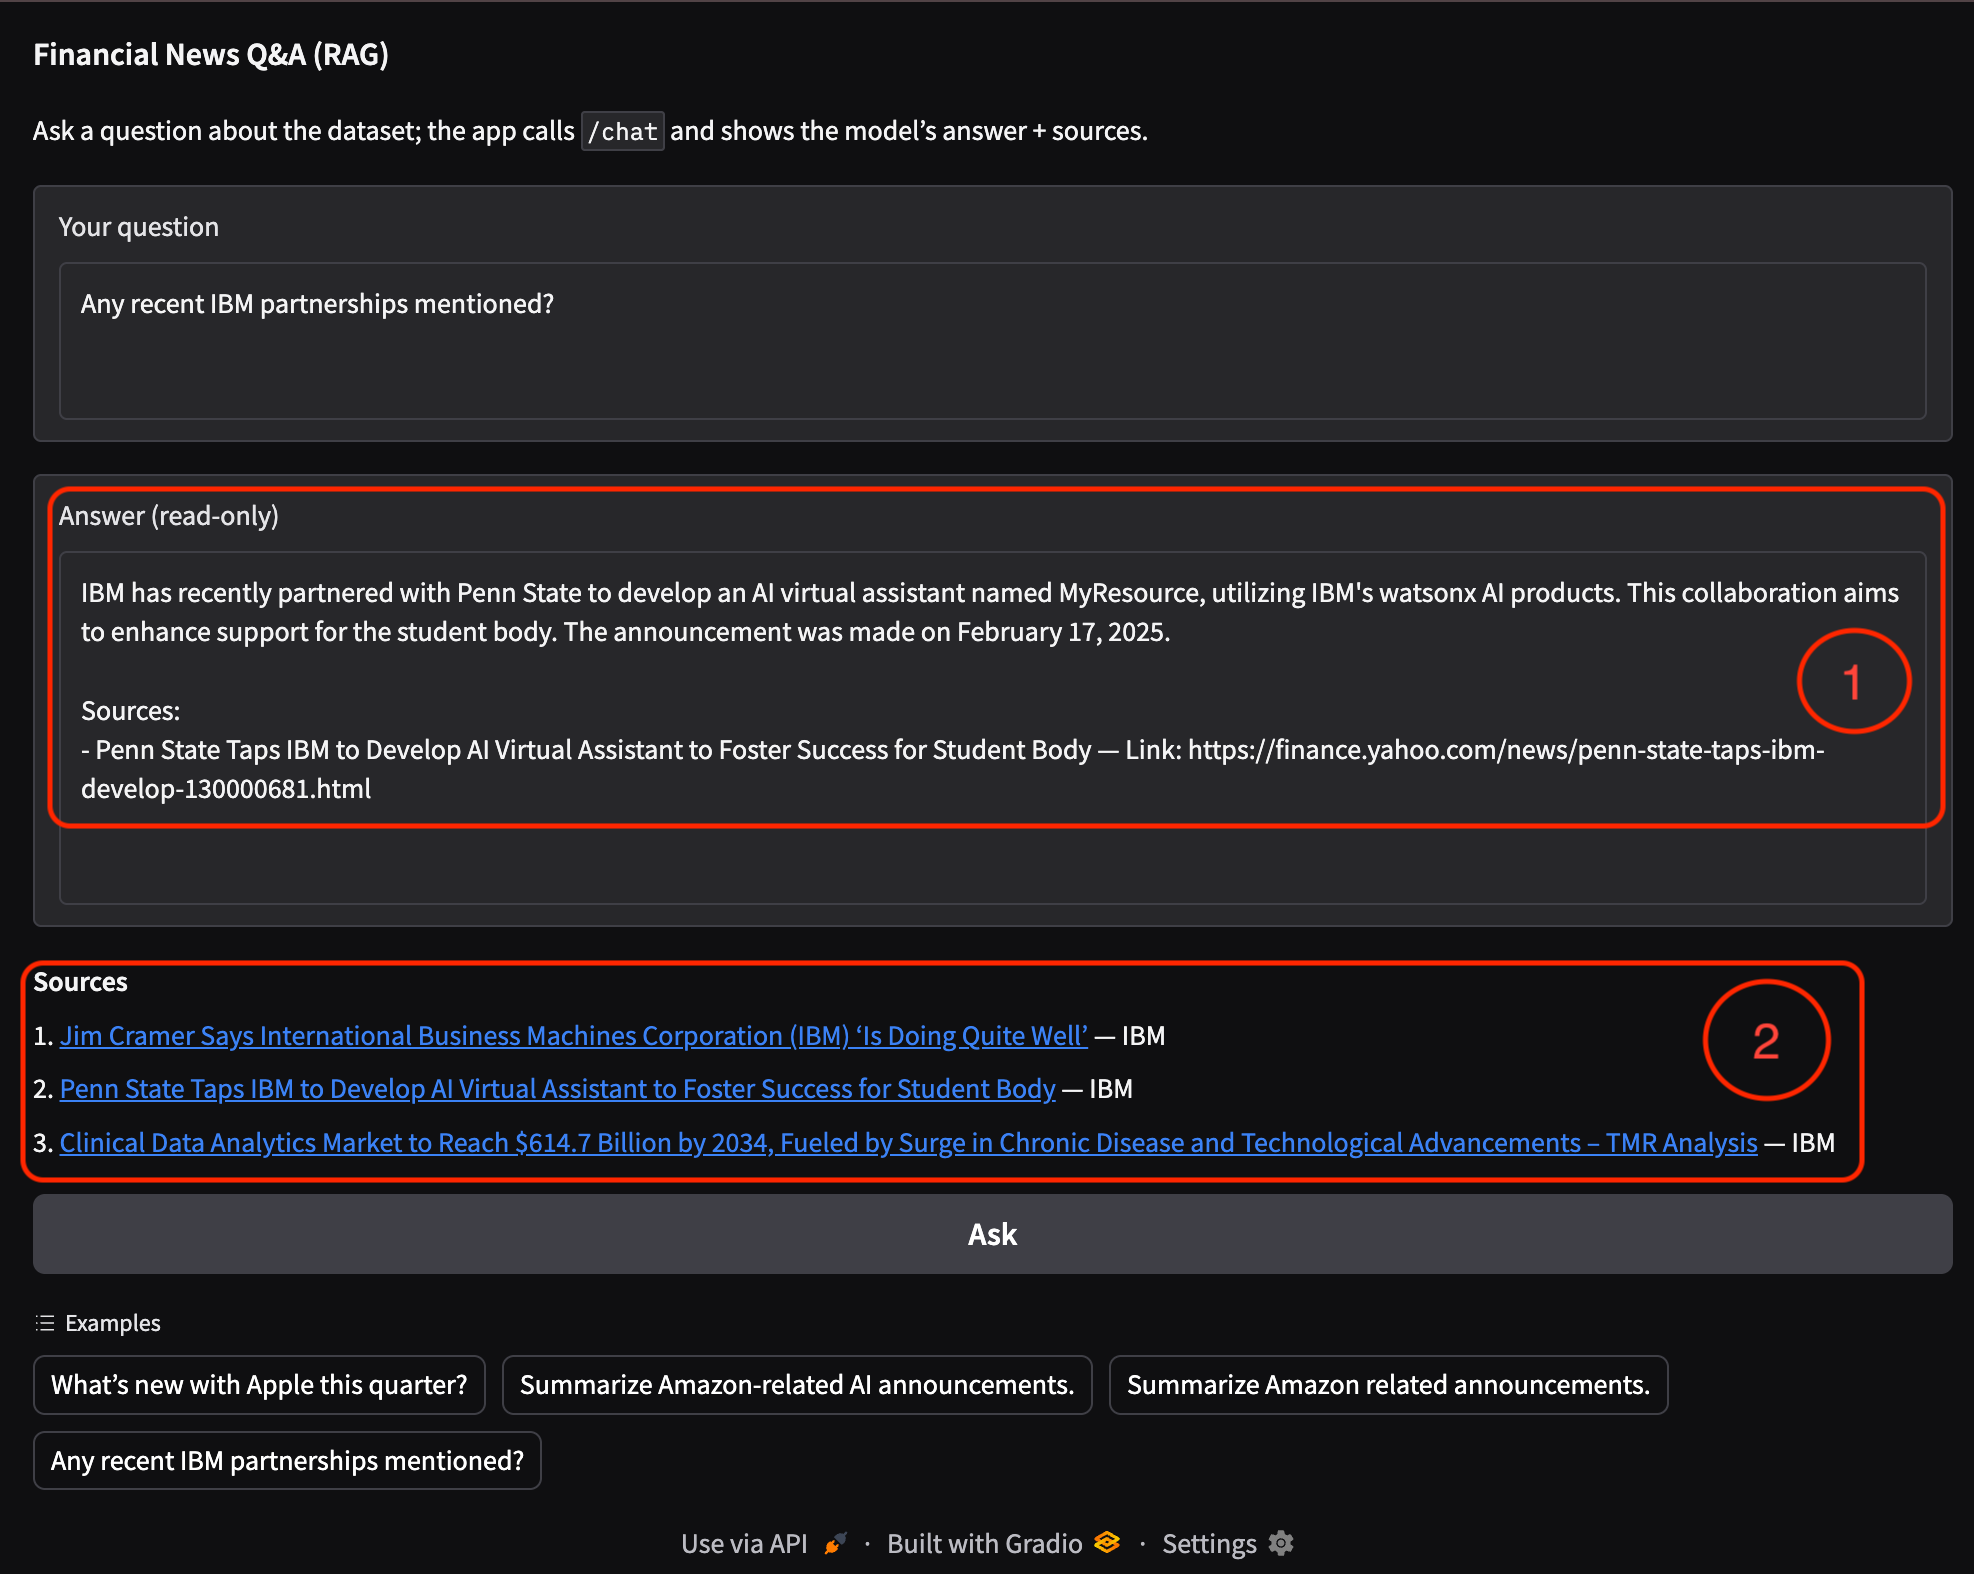 Financial News Q&A (RAG)
Ask a question about the dataset; the app calls /chat and shows the model’s answer + sources.
Your question
Any recent IBM partnerships mentioned?
Answer (read-only)
IBM has recently partnered with Penn State to develop an AI virtual assistant named MyResource, utilizing IBM's watsonx AI products. This collaboration aims
to enhance support for the student body. The announcement was made on February 17, 2025.
1
Sources:
- Penn State Taps IBM to Develop AI Virtual Assistant to Foster Success for Student Body — Link: https://finance.yahoo.com/news/penn-state-taps-ibm-
develop-130000681.html
Sources
1. Jim Cramer Says International Business Machines Corporation (IBM) ‘Is Doing Quite Well’ — IBM
2
2. Penn State Taps IBM to Develop AI Virtual Assistant to Foster Success for Student Body — IBM
3. Clinical Data Analytics Market to Reach $614.7 Billion by 2034, Fueled by Surge in Chronic Disease and Technological Advancements – TMR Analysis — IBM
Ask
Examples
What’s new with Apple this quarter?
Summarize Amazon-related AI announcements.
Summarize Amazon related announcements.
Any recent IBM partnerships mentioned?
Use via API · Built with Gradio · Settings